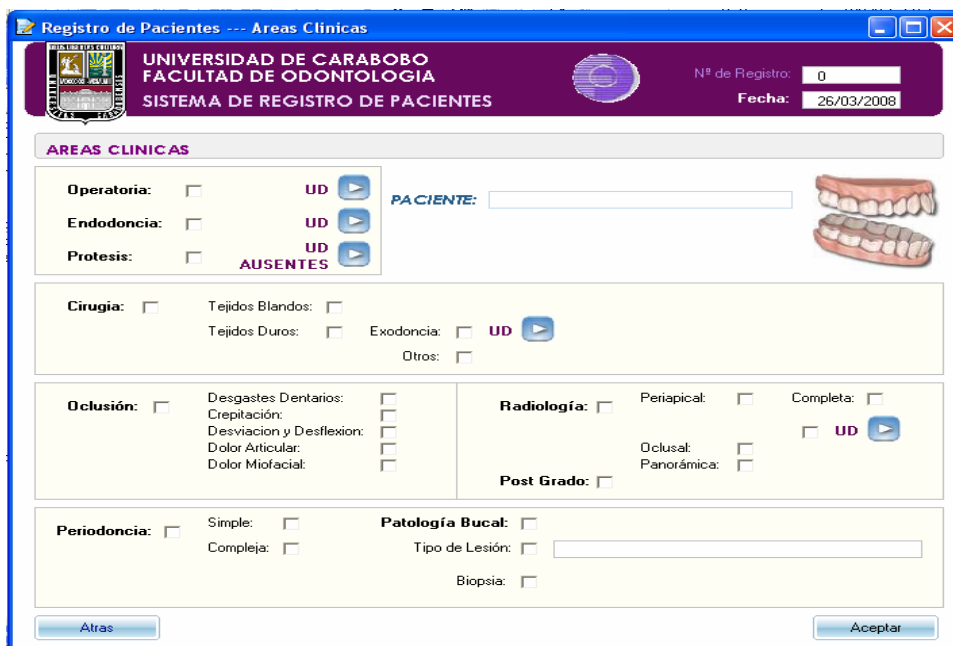 Registro de Pacientes --- Areas Clinicas
UNIVERSIDAD DE CARABOBO
FACULTAD DE ODONTOLOGIA
SISTEMA DE REGISTRO DE PACIENTES
Nº de Registro: 0
Fecha: 26/03/2008
AREAS CLINICAS
Operatoria: UD
Endodoncia: UD
Protesis: UD AUSENTES
PACIENTE:
Cirugia: Tejidos Blandos:
Tejidos Duros: Exodoncia: UD
Otros:
Oclusión: Desgastes Dentarios:
Crepitación:
Desviacion y Desflexion:
Dolor Articular:
Dolor Miofacial:
Radiología: Periapical: Completa:
UD
Oclusal:
Panorámica:
Post Grado:
Periodoncia: Simple:
Compleja:
Patología Bucal:
Tipo de Lesión:
Biopsia:
Atras
Aceptar